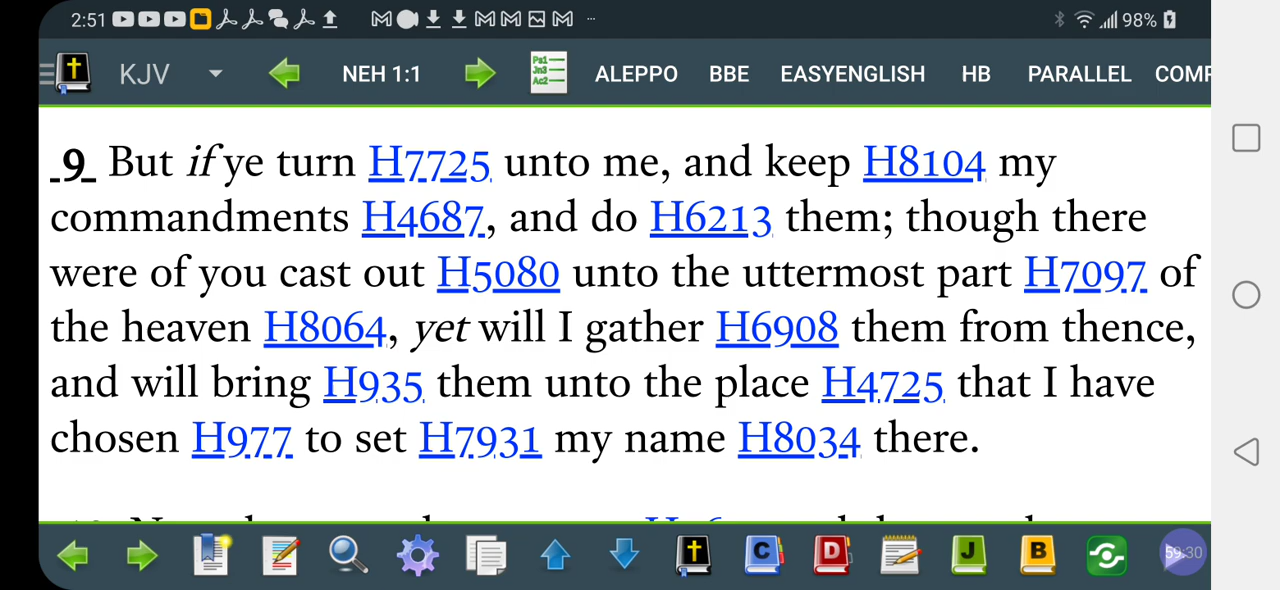 2:51 98%
KJV NEH 1:1 Ps1 Jn3 Ac2 ALEPPO BBE EASYENGLISH HB PARALLEL COMP
9 But if ye turn H7725 unto me, and keep H8104 my
commandments H4687, and do H6213 them; though there
were of you cast out H5080 unto the uttermost part H7097 of
the heaven H8064, yet will I gather H6908 them from thence,
and will bring H935 them unto the place H4725 that I have
chosen H977 to set H7931 my name H8034 there.
C D J B 59:30